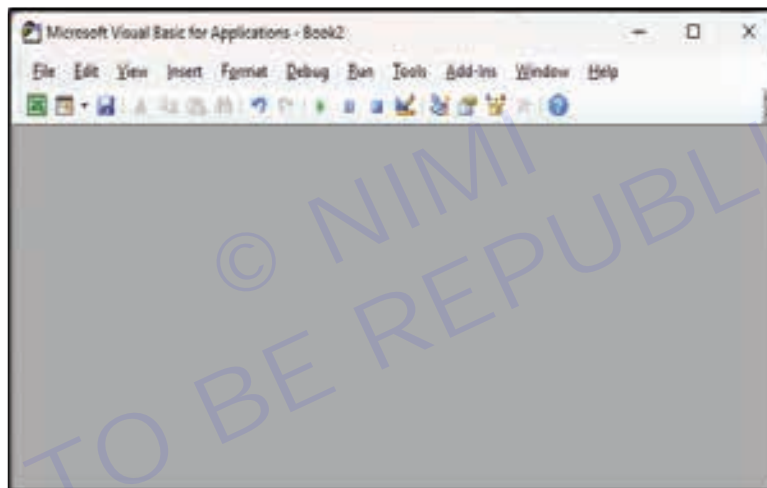 Microsoft Visual Basic for Applications - Book2
File Edit View Insert Format Debug Run Tools Add-Ins Window Help
© NIMI
TO BE REPUBLI